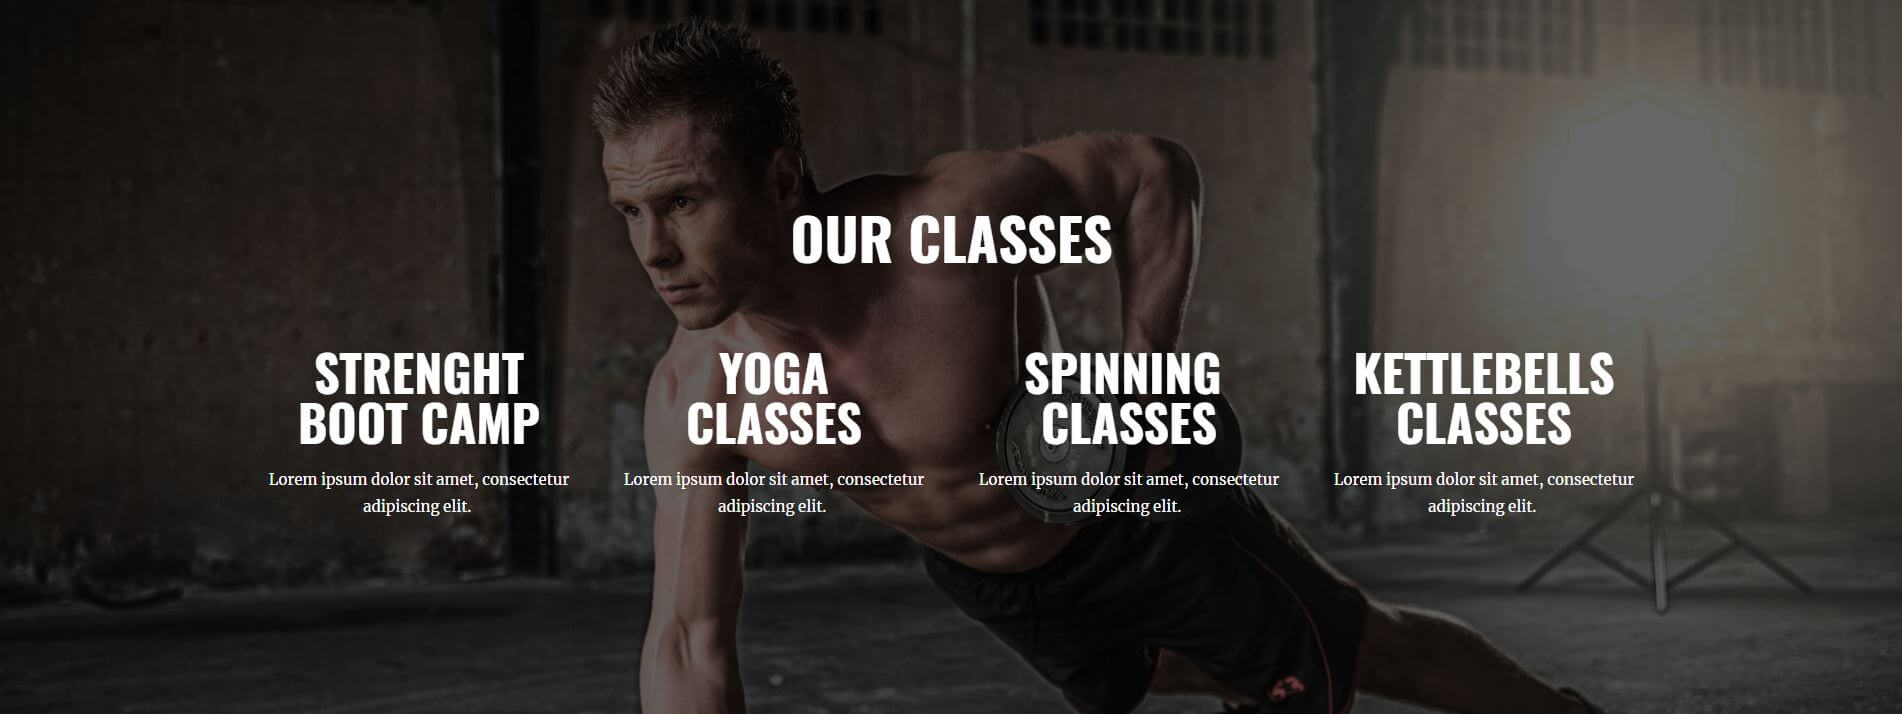 OUR CLASSES
STRENGHT
BOOT CAMP
Lorem ipsum dolor sit amet, consectetur
adipiscing elit.
YOGA
CLASSES
Lorem ipsum dolor sit amet, consectetur
adipiscing elit.
SPINNING
CLASSES
Lorem ipsum dolor sit amet, consectetur
adipiscing elit.
KETTLEBELLS
CLASSES
Lorem ipsum dolor sit amet, consectetur
adipiscing elit.